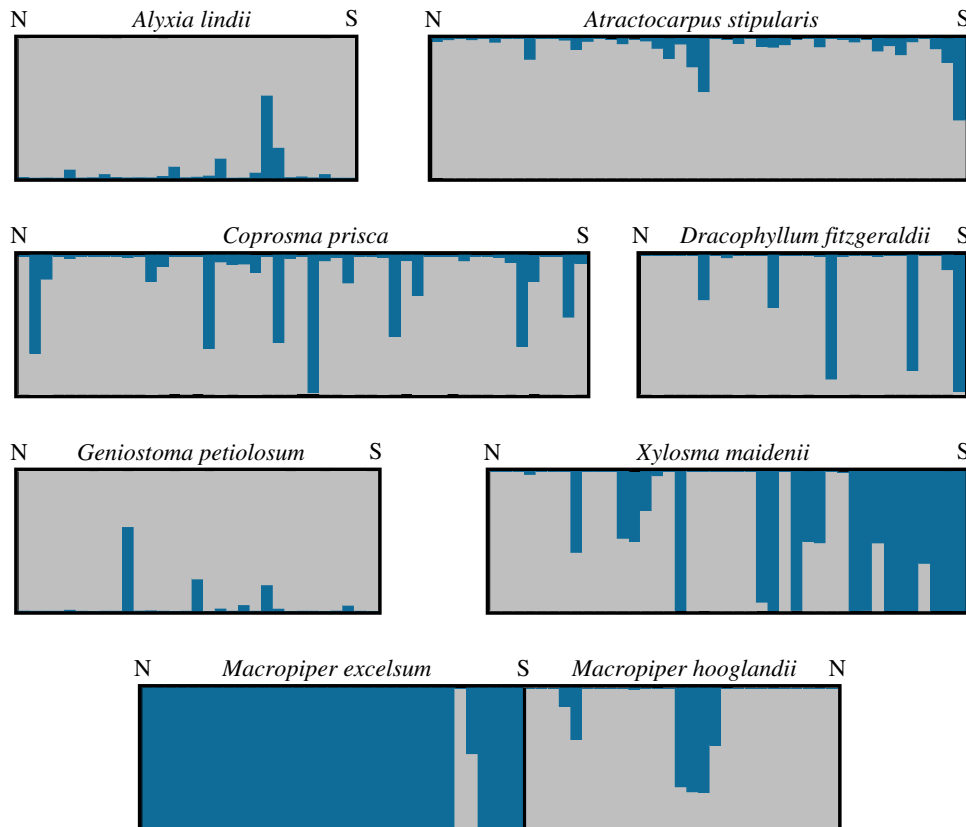 N Alyxia lindii S
N Atractocarpus stipularis S
N Coprosma prisca S
N Dracophyllum fitzgeraldii S
N Geniostoma petiolosum S
N Xylosma maidenii S
N Macropiper excelsum S Macropiper hooglandii N